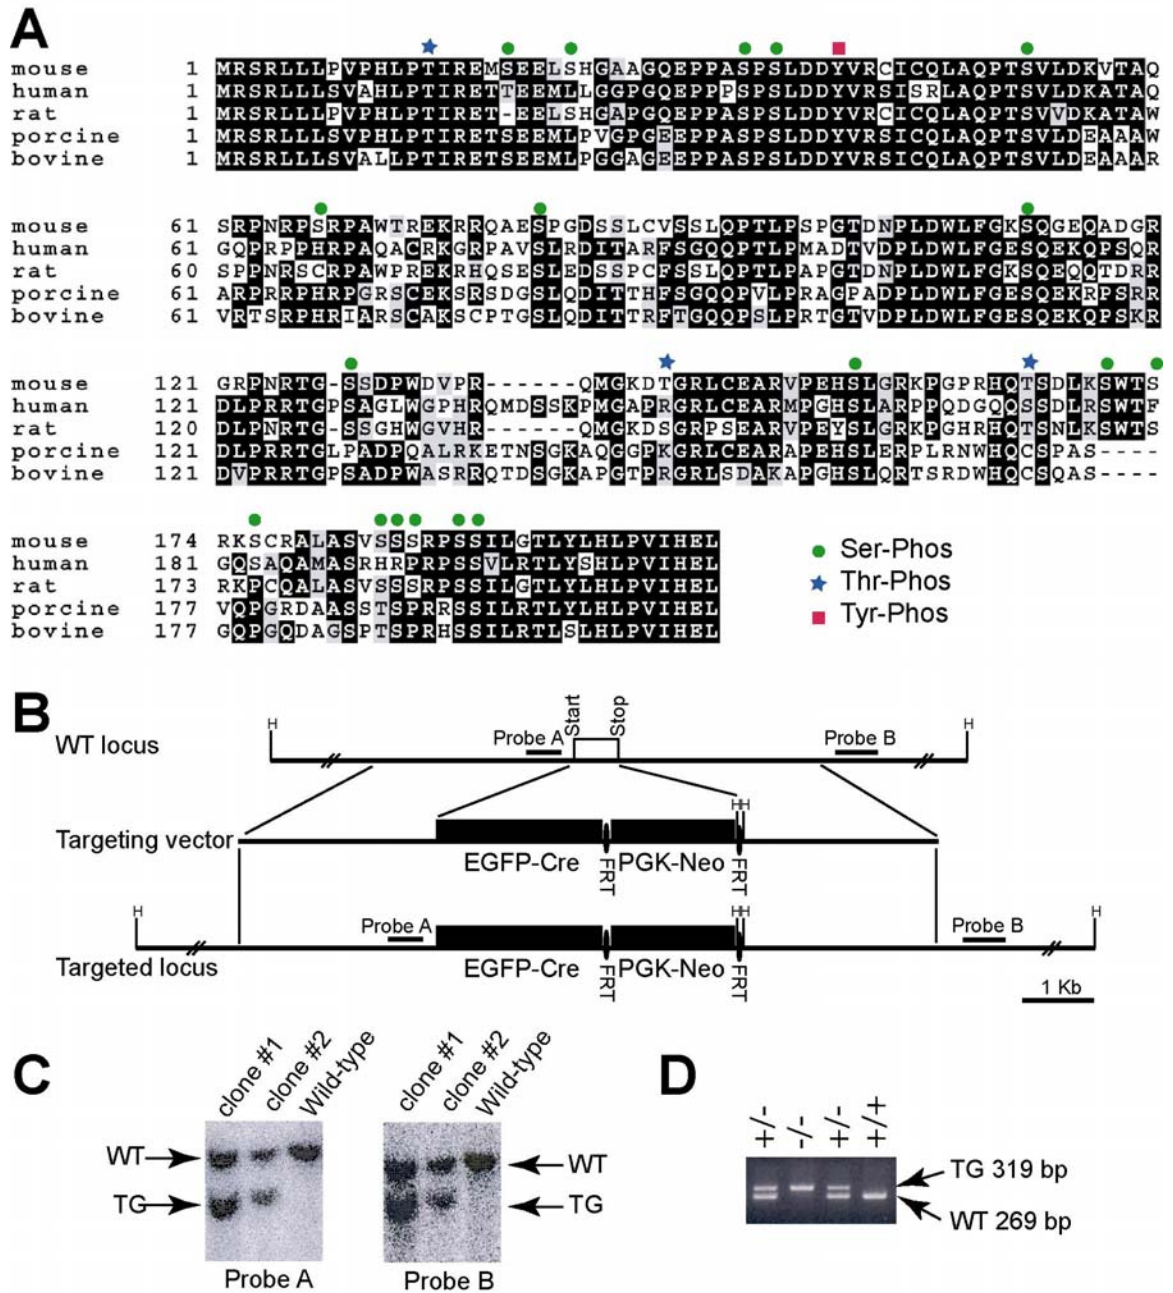 A
mouse 1 MRSRLLLPVPHLPTIREMSEELSHGAAGQEPPASPSLDDYVRCICQLAQPTSVLDKVTAQ
human 1 MRSRLLLSVAHLPTIRETTEEMLLGGPGQEPPPSPSLDDYVRSISRLAQPTSVLDKATAQ
rat 1 MRSRLLLPVPHLPTIRET-EELSHGAPGQEPPASPSLDDYVRCICQLAQPTSVVDKATAW
porcine 1 MRSRLLLSVPHLPTIRETSEEMLPVGPGEEPPASPSLDDYVRSICQLAQPTSVLDEAAAW
bovine 1 MRSRLLLSVALLPTIRETSEEMLPGGAGEEPPASPSLDDYVRSICQLAQPTSVLDEAAAR
mouse 61 SRPNRPSRPAWTREKRRQAESPGDSSLCVSSLQPTLPSPGTDNPLDWLFGKSQGEQADGR
human 61 GQPRPPHRPAQACRKGRPAVSLRDITARFSGQQPTLPMADTVDPLDWLFGESQEKQPSQR
rat 60 SPPNRSCRPAWPREKRHQSESLEDSSPCFSSLQPTLPAPGTDNPLDWLFGKSQEQQTDRR
porcine 61 ARPRRPHRPGRSCEKSRSDGSLQDITTHFSGQQPVLPRAGPADPLDWLFGESQEKRPSRR
bovine 61 VRTSRPHRIARSCAKSCPTGSLQDITTRFTGQQPSLPRTGTVDPLDWLFGESQEKQPSKR
mouse 121 GRPNRTG-SSDPWDVPR------QMGKDTGRLCEARVPEHSLGRKPGPRHQTSDLKSWTS
human 121 DLPRRTGPSAGLWGPHRQMDSSKPMGAPRGRLCEARMPGHSLARPPQDGQQSSDLRSWTF
rat 120 DLPNRTG-SSGHWGVHR------QMGKDSGRPSEARVPEYSLGRKPGHRHQTSNLKSWTS
porcine 121 DLPRRTGLPADPQALRKETNSGKAQGGPKGRLCEARAPEHSLERPLRNWHQCSPAS----
bovine 121 DVPRRTGPSADPWASRRQTDSGKAPGTPRGRLSDAKAPGHSLQRTSRDWHQCSQAS----
mouse 174 RKSCRALASVSSSRPSSILGTLYLHLPVIHEL
human 181 GQSAQAMASRHRPRPSSVLRTLYSHLPVIHEL
rat 173 RKPCQALASVSSSRPSSILGTLYLHLPVIHEL
porcine 177 VQPGRDAASSTSPRRSSILRTLYLHLPVIHEL
bovine 177 GQPGQDAGSPTSPRHSSILRTLSLHLPVIHEL
Ser-Phos
Thr-Phos
Tyr-Phos
B
WT locus
H
Probe A
Start
Stop
Probe B
H
Targeting vector
EGFP-Cre
FRT
PGK-Neo
HH
FRT
Targeted locus
H
Probe A
EGFP-Cre
FRT
PGK-Neo
HH
FRT
Probe B
H
1 Kb
C
clone #1
clone #2
Wild-type
WT
TG
Probe A
clone #1
clone #2
Wild-type
WT
TG
Probe B
D
+/-
-/-
+/-
+/+
TG 319 bp
WT 269 bp